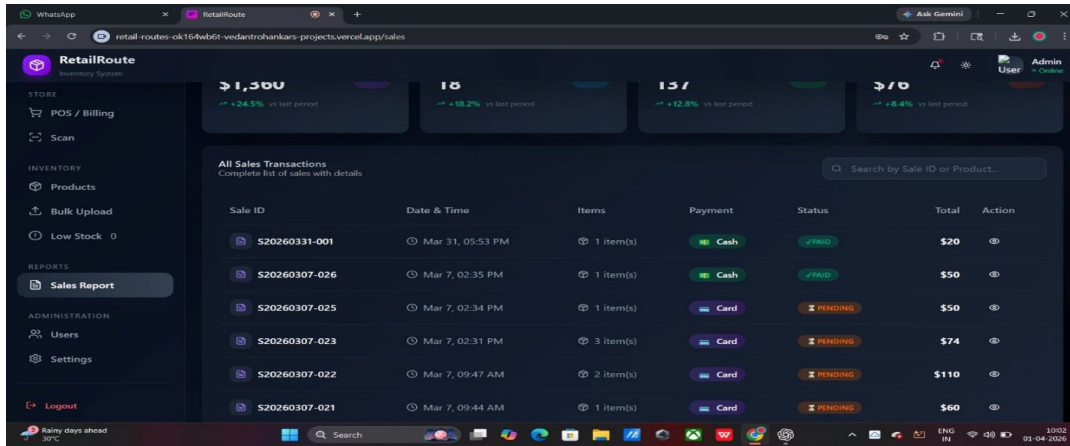 WhatsApp
RetailRoute
Ask Gemini
retail-routes-ok164wb6t-vedantrohankars-projects.vercel.app/sales
RetailRoute
Inventory System
User
Admin
Online
STORE
POS / Billing
Scan
INVENTORY
Products
Bulk Upload
Low Stock 0
REPORTS
Sales Report
ADMINISTRATION
Users
Settings
Logout
$1,360
+24.5% vs last period
18
+18.2% vs last period
137
+12.8% vs last period
$76
+8.4% vs last period
All Sales Transactions
Complete list of sales with details
Search by Sale ID or Product...
Sale ID Date & Time Items Payment Status Total Action
S20260331-001 Mar 31, 05:53 PM 1 item(s) Cash ✓PAID $20
S20260307-026 Mar 7, 02:35 PM 1 item(s) Cash ✓PAID $50
S20260307-025 Mar 7, 02:34 PM 1 item(s) Card PENDING $50
S20260307-023 Mar 7, 02:31 PM 3 item(s) Card PENDING $74
S20260307-022 Mar 7, 09:47 AM 2 item(s) Card PENDING $110
S20260307-021 Mar 7, 09:44 AM 1 item(s) Card PENDING $60
3
Rainy days ahead
30°C
Search
ENG
IN
10:02
01-04-2026